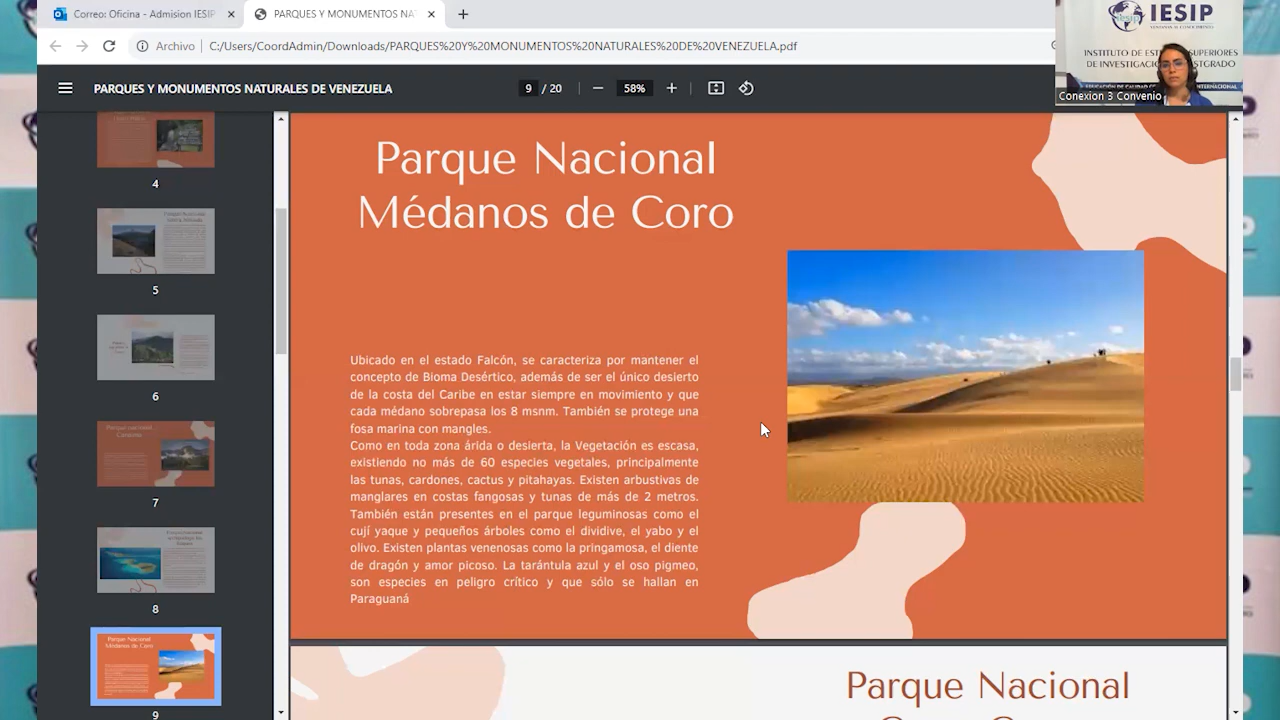 Correo: Oficina - Admision IESIP
PARQUES Y MONUMENTOS NAT
Archivo
C:/Users/CoordAdmin/Downloads/PARQUES%20Y%20MONUMENTOS%20NATURALES%20DE%20VENEZUELA.pdf
PARQUES Y MONUMENTOS NATURALES DE VENEZUELA
9 / 20
58%
IESIP
INSTITUTO DE
SUPERIORES
DE
Conexion 3 Convenio
4
5
6
7
8
9
Parque Nacional
Médanos de Coro
Ubicado en el estado Falcón, se caracteriza por mantener el
concepto de Bioma Desértico, además de ser el único desierto
de la costa del Caribe en estar siempre en movimiento y que
cada médano sobrepasa los 8 msnm. También se protege una
fosa marina con mangles.
Como en toda zona árida o desierta, la Vegetación es escasa,
existiendo no más de 60 especies vegetales, principalmente
las tunas, cardones, cactus y pitahayas. Existen arbustivas de
manglares en costas fangosas y tunas de más de 2 metros.
También están presentes en el parque leguminosas como el
cují yaque y pequeños árboles como el dividive, el yabo y el
olivo. Existen plantas venenosas como la pringamosa, el diente
de dragón y amor picoso. La tarántula azul y el oso pigmeo,
son especies en peligro crítico y que sólo se hallan en
Paraguaná
Parque Nacional